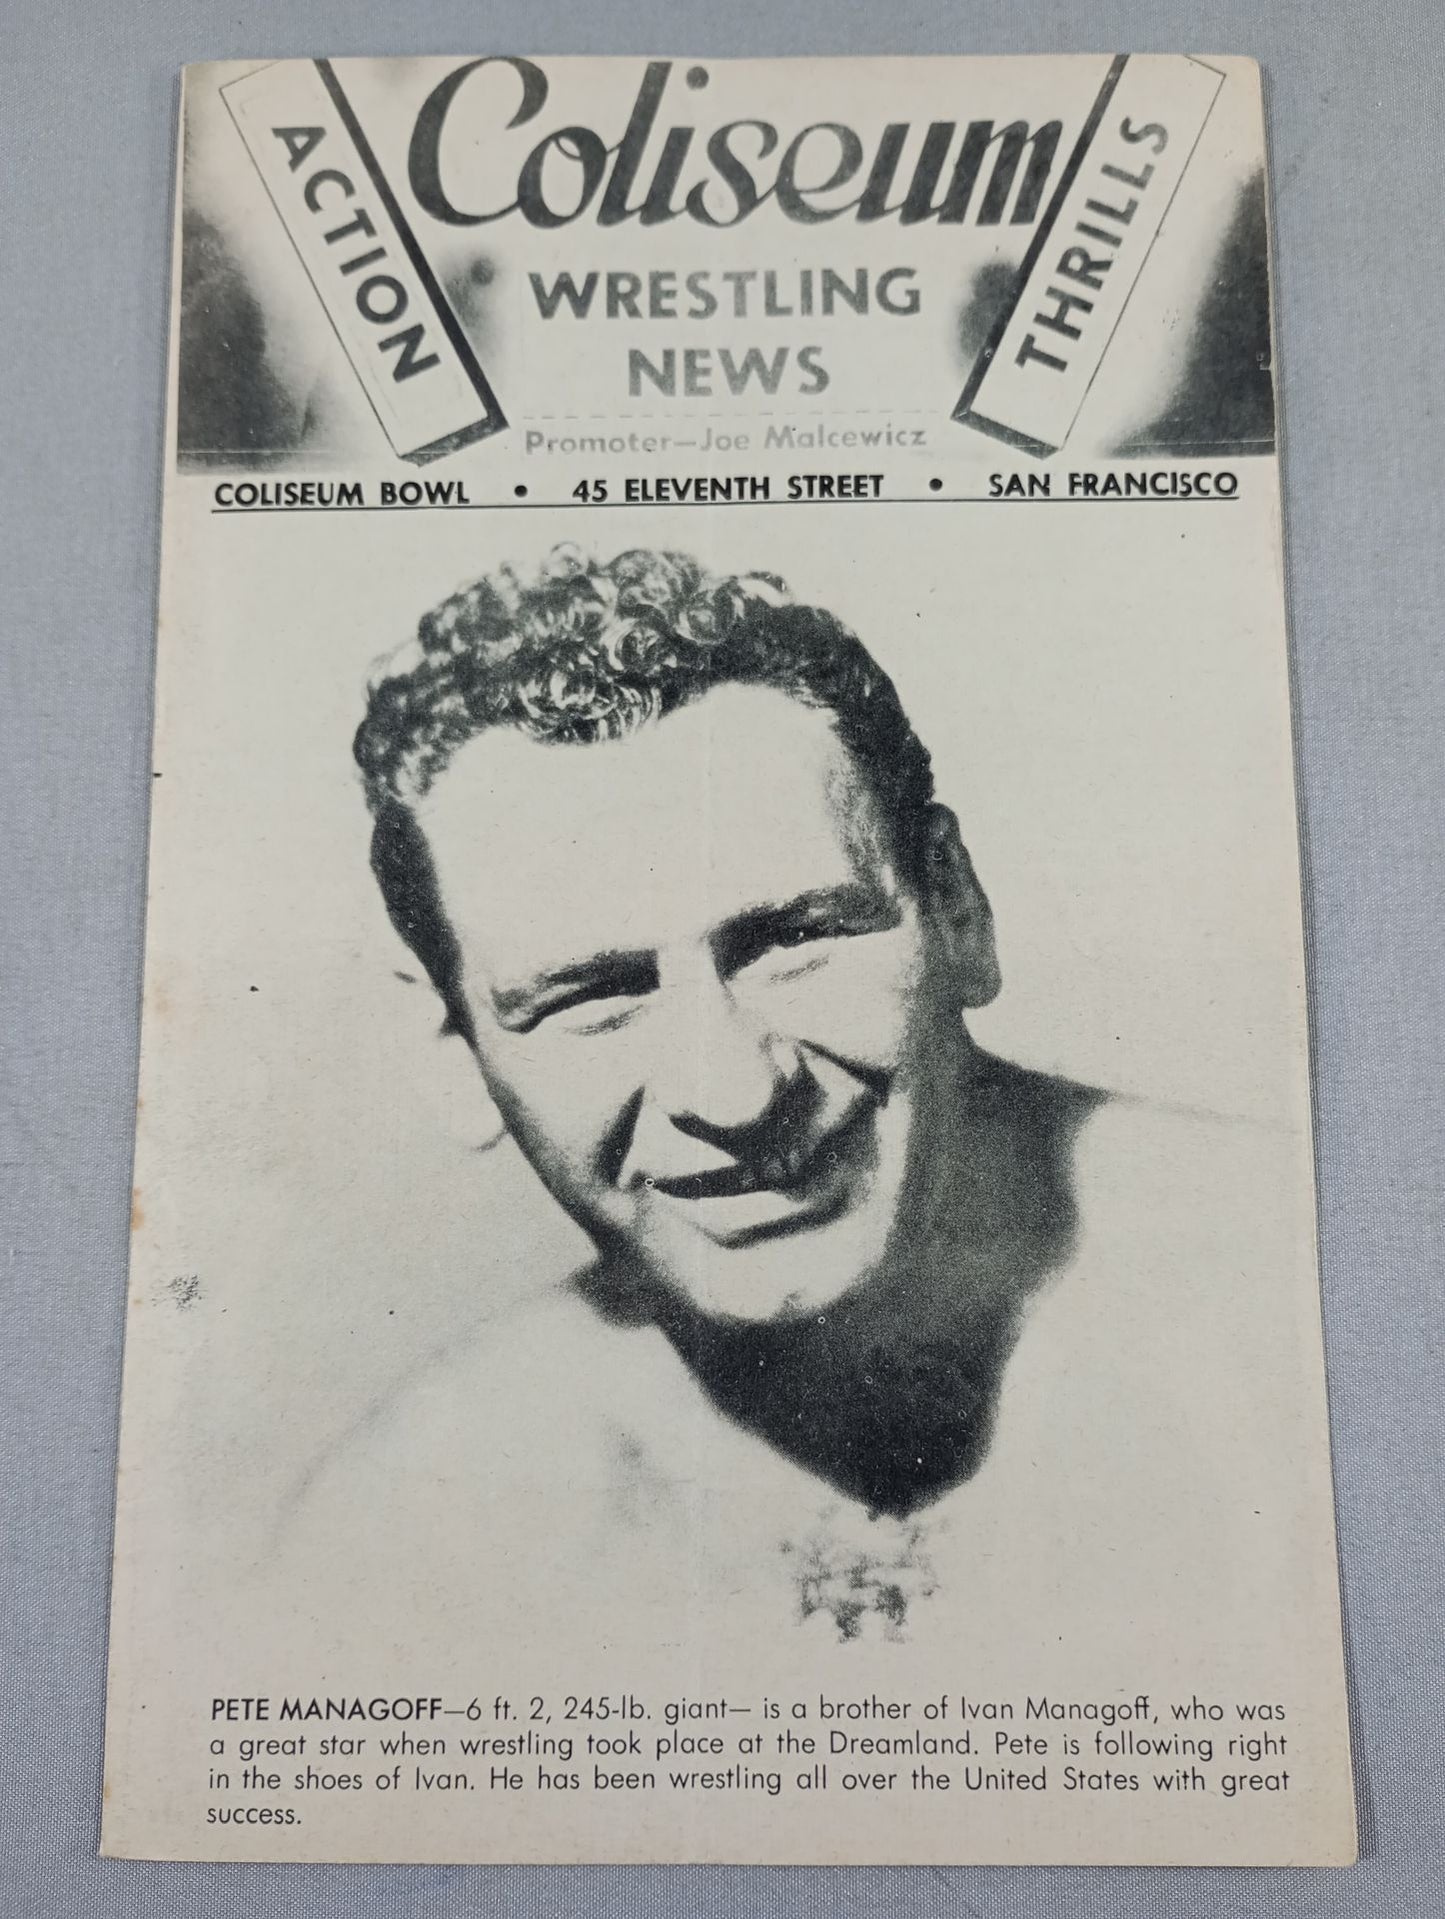 ACTION
Coliseum
THRILLS
WRESTLING
NEWS
Promoter—Joe Malcewicz
COLISEUM BOWL • 45 ELEVENTH STREET • SAN FRANCISCO
PETE MANAGOFF—6 ft. 2, 245-lb. giant— is a brother of Ivan Managoff, who was
a great star when wrestling took place at the Dreamland. Pete is following right
in the shoes of Ivan. He has been wrestling all over the United States with great
success.